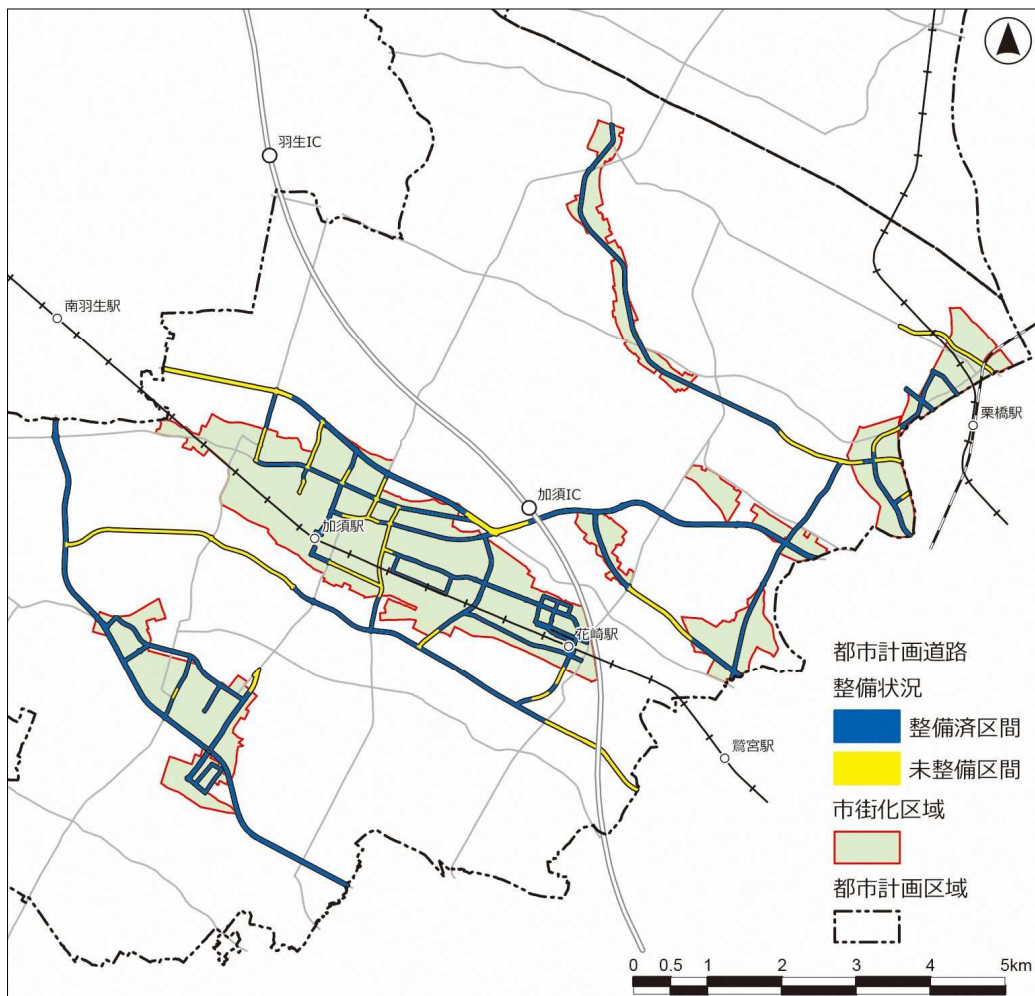 羽生IC
南羽生駅
栗橋駅
加須IC
加須駅
花崎駅
鷲宮駅
都市計画道路
整備状況
整備済区間
未整備区間
市街化区域
都市計画区域
0 0.5 1 2 3 4 5km